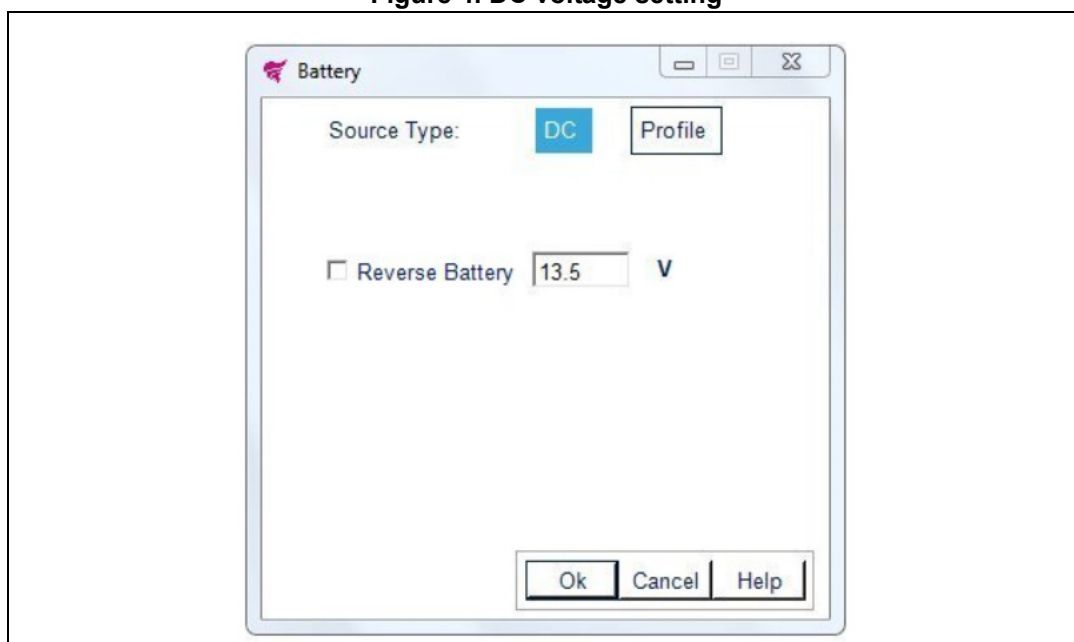 Figure 4. DC voltage setting
Battery
Source Type: DC Profile
Reverse Battery 13.5 V
Ok Cancel Help